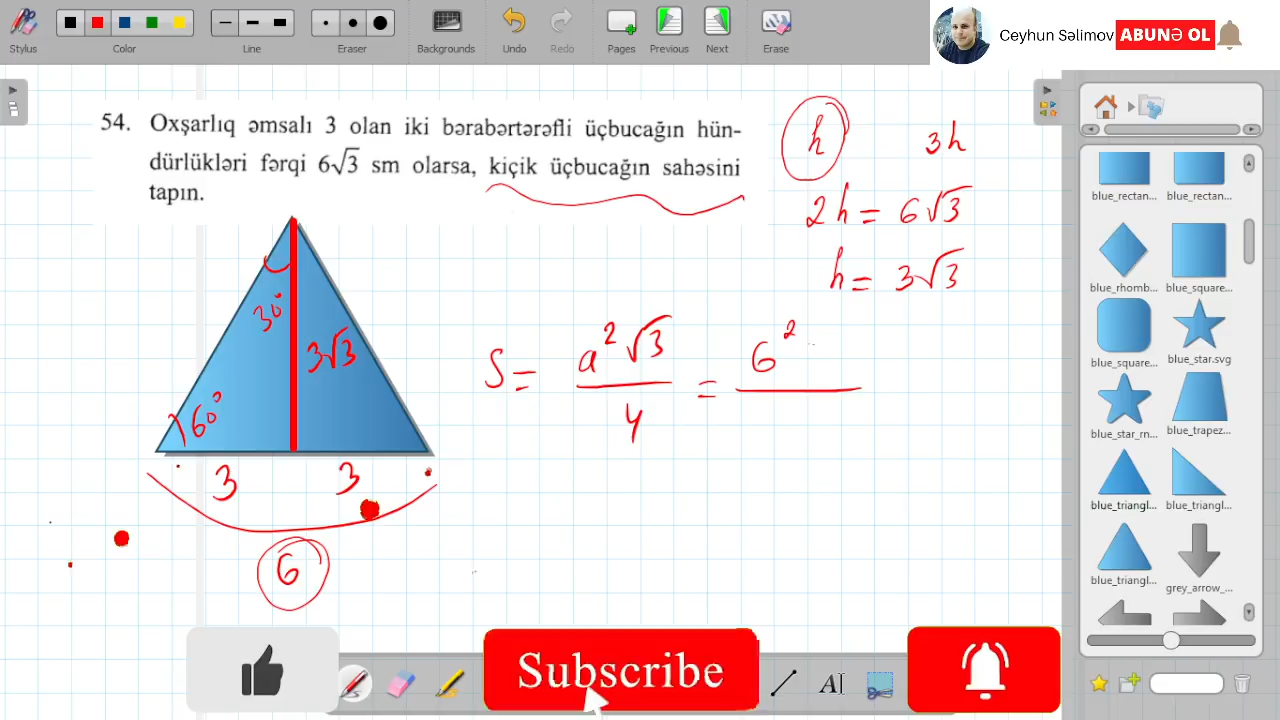 Stylus
Color
Line
Eraser
Backgrounds
Undo
Redo
Pages
Previous
Next
Erase
Ceyhun Səlimov
ABUNƏ OL
54. Oxşarlıq əmsalı 3 olan iki bərabərtərəfli üçbucağın hün-
dürlükləri fərqi 6√3 sm olarsa, kiçik üçbucağın sahəsini
tapın.
h 3h
2h = 6√3
h = 3√3
30°
3√3
60°
3 3
6
S = a²√3 / 4 = 6²
blue_rectan... blue_rectan...
blue_rhomb... blue_square...
blue_square... blue_star.svg
blue_star_rn... blue_trapez...
blue_triangl... blue_triangl...
blue_triangl... grey_arrow_...
Subscribe
A